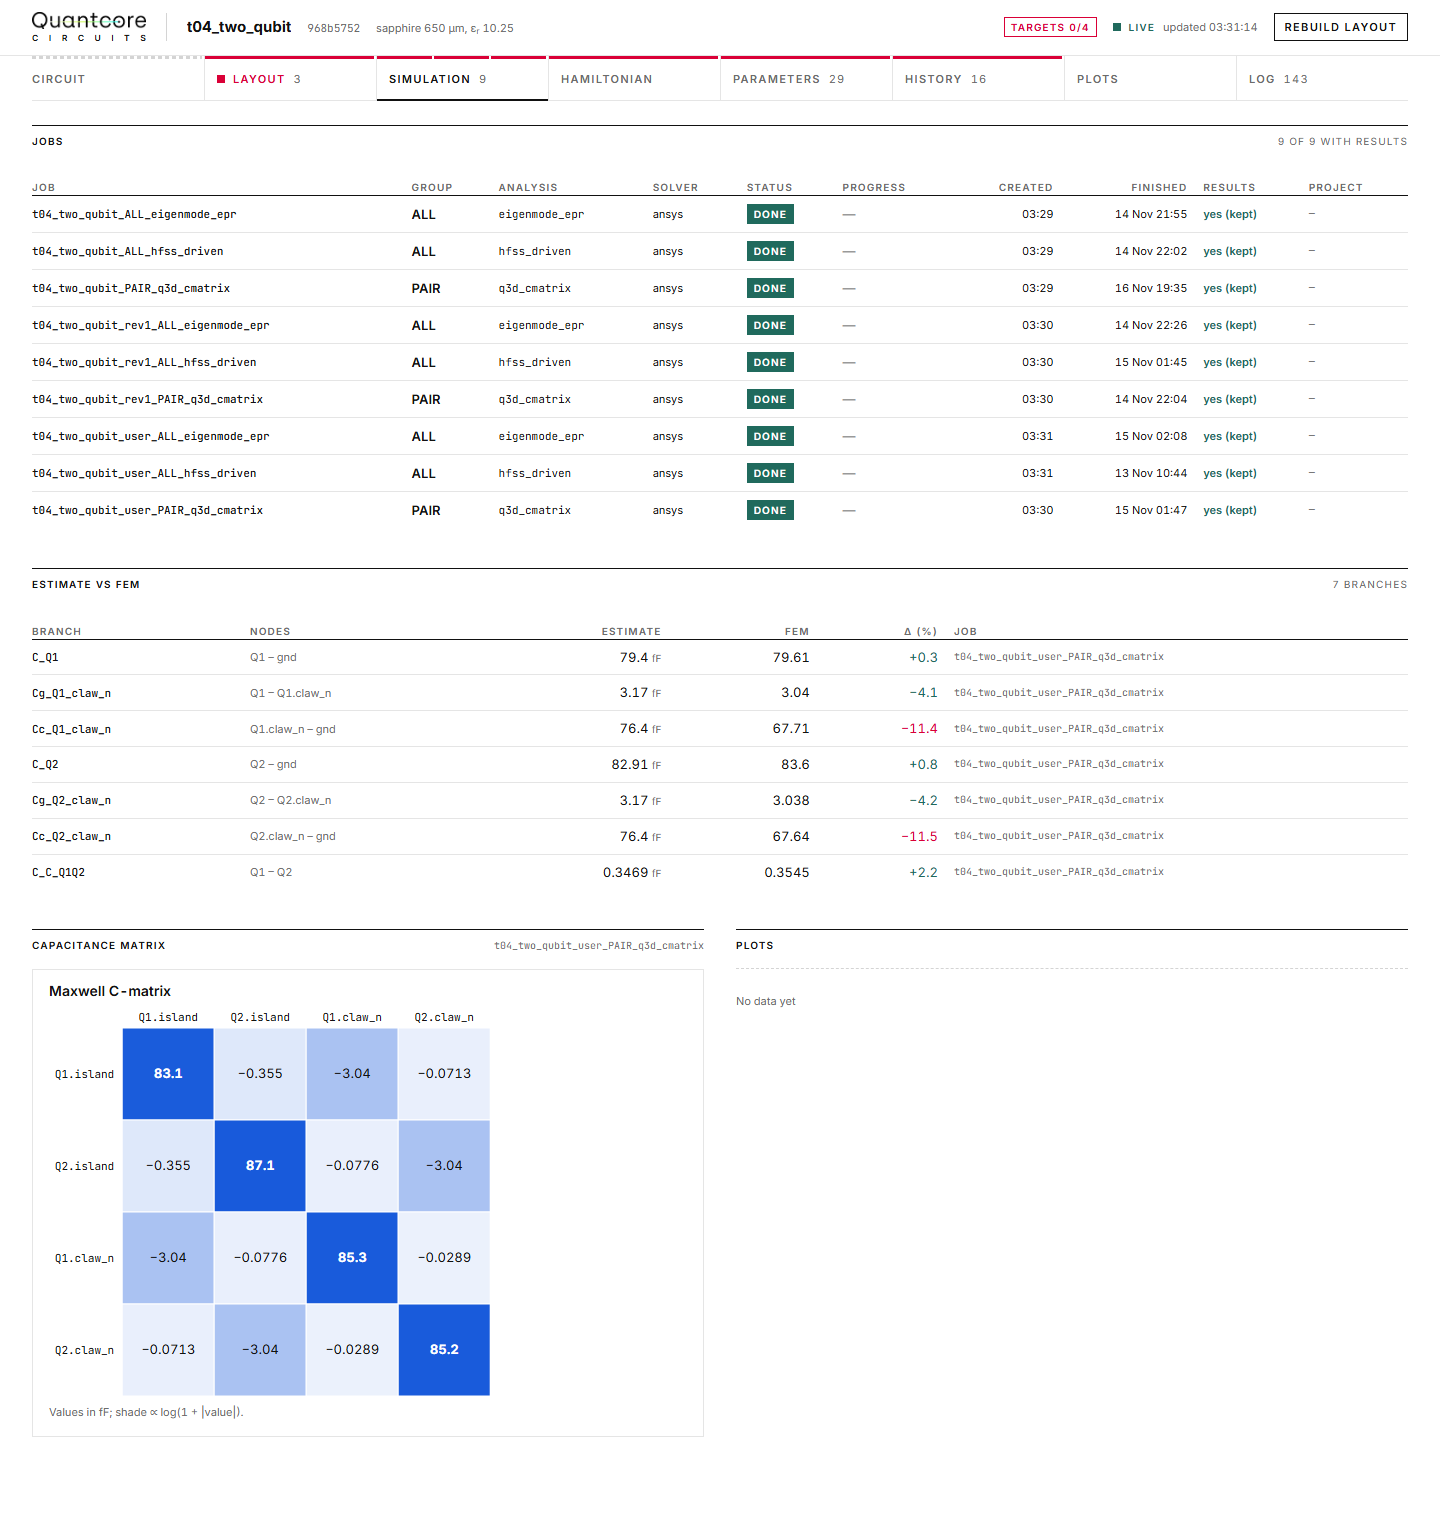 Quantcore
CIRCUITS
t04_two_qubit 968b5752 sapphire 650 µm, εr 10.25
TARGETS 0/4 LIVE updated 03:31:14 REBUILD LAYOUT
CIRCUIT LAYOUT 3 SIMULATION 9 HAMILTONIAN PARAMETERS 29 HISTORY 16 PLOTS LOG 143
JOBS 9 OF 9 WITH RESULTS
JOB GROUP ANALYSIS SOLVER STATUS PROGRESS CREATED FINISHED RESULTS PROJECT
t04_two_qubit_ALL_eigenmode_epr ALL eigenmode_epr ansys DONE — 03:29 14 Nov 21:55 yes (kept) –
t04_two_qubit_ALL_hfss_driven ALL hfss_driven ansys DONE — 03:29 14 Nov 22:02 yes (kept) –
t04_two_qubit_PAIR_q3d_cmatrix PAIR q3d_cmatrix ansys DONE — 03:29 16 Nov 19:35 yes (kept) –
t04_two_qubit_rev1_ALL_eigenmode_epr ALL eigenmode_epr ansys DONE — 03:30 14 Nov 22:26 yes (kept) –
t04_two_qubit_rev1_ALL_hfss_driven ALL hfss_driven ansys DONE — 03:30 15 Nov 01:45 yes (kept) –
t04_two_qubit_rev1_PAIR_q3d_cmatrix PAIR q3d_cmatrix ansys DONE — 03:30 14 Nov 22:04 yes (kept) –
t04_two_qubit_user_ALL_eigenmode_epr ALL eigenmode_epr ansys DONE — 03:31 15 Nov 02:08 yes (kept) –
t04_two_qubit_user_ALL_hfss_driven ALL hfss_driven ansys DONE — 03:31 13 Nov 10:44 yes (kept) –
t04_two_qubit_user_PAIR_q3d_cmatrix PAIR q3d_cmatrix ansys DONE — 03:30 15 Nov 01:47 yes (kept) –
ESTIMATE VS FEM 7 BRANCHES
BRANCH NODES ESTIMATE FEM Δ (%) JOB
C_Q1 Q1 – gnd 79.4 fF 79.61 +0.3 t04_two_qubit_user_PAIR_q3d_cmatrix
Cg_Q1_claw_n Q1 – Q1.claw_n 3.17 fF 3.04 −4.1 t04_two_qubit_user_PAIR_q3d_cmatrix
Cc_Q1_claw_n Q1.claw_n – gnd 76.4 fF 67.71 −11.4 t04_two_qubit_user_PAIR_q3d_cmatrix
C_Q2 Q2 – gnd 82.91 fF 83.6 +0.8 t04_two_qubit_user_PAIR_q3d_cmatrix
Cg_Q2_claw_n Q2 – Q2.claw_n 3.17 fF 3.038 −4.2 t04_two_qubit_user_PAIR_q3d_cmatrix
Cc_Q2_claw_n Q2.claw_n – gnd 76.4 fF 67.64 −11.5 t04_two_qubit_user_PAIR_q3d_cmatrix
C_C_Q1Q2 Q1 – Q2 0.3469 fF 0.3545 +2.2 t04_two_qubit_user_PAIR_q3d_cmatrix
CAPACITANCE MATRIX t04_two_qubit_user_PAIR_q3d_cmatrix
Maxwell C-matrix
Q1.island Q2.island Q1.claw_n Q2.claw_n
Q1.island 83.1 −0.355 −3.04 −0.0713
Q2.island −0.355 87.1 −0.0776 −3.04
Q1.claw_n −3.04 −0.0776 85.3 −0.0289
Q2.claw_n −0.0713 −3.04 −0.0289 85.2
Values in fF; shade ∝ log(1 + |value|).
PLOTS
No data yet